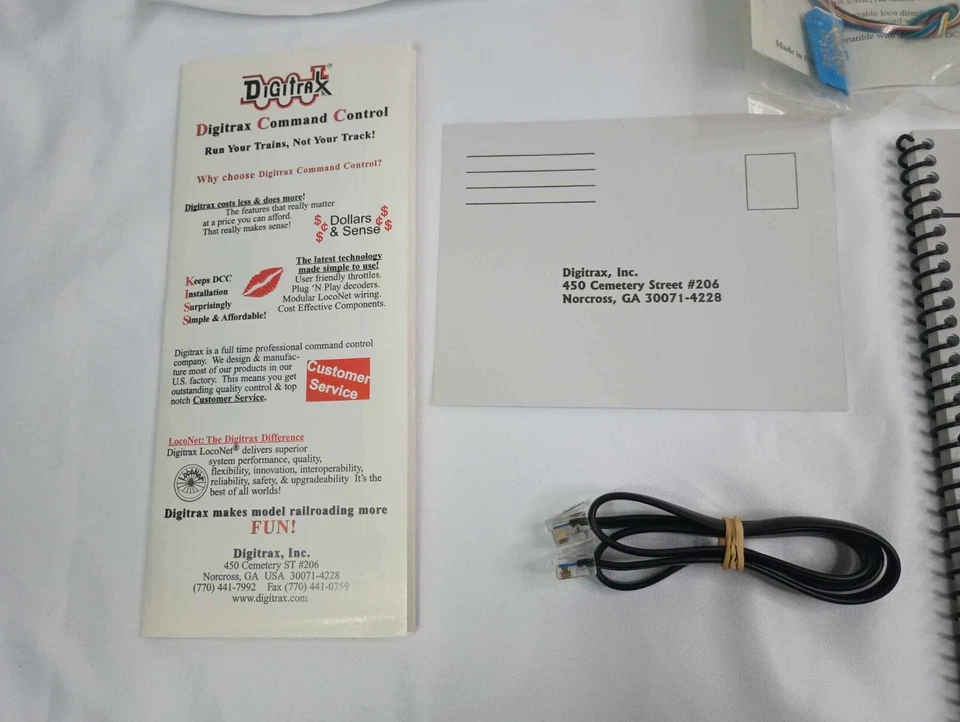 DIGITRAX®
Digitrax Command Control
Run Your Trains, Not Your Track!
Why choose Digitrax Command Control?
Digitrax costs less & does more!
The features that really matter
at a price you can afford.
That really makes sense!
$ ¢ $ Dollars & Sense $ ¢ $ $
Keeps DCC
Installation
Surprisingly
Simple & Affordable!
The latest technology
made simple to use!
User friendly throttles.
Plug 'N Play decoders.
Modular LocoNet wiring.
Cost Effective Components.
Digitrax is a full time professional command control
company. We design & manufac-
ture most of our products in our
U.S. factory. This means you get
outstanding quality control & top
notch Customer Service.
Customer
Service
LocoNet: The Digitrax Difference
Digitrax LocoNet® delivers superior
system performance, quality,
flexibility, innovation, interoperability,
reliability, safety, & upgradeability It's the
best of all worlds!
LocoNet
Digitrax makes model railroading more
FUN!
Digitrax, Inc.
450 Cemetery ST #206
Norcross, GA USA 30071-4228
(770) 441-7992 Fax (770) 441-0759
www.digitrax.com
Digitrax, Inc.
450 Cemetery Street #206
Norcross, GA 30071-4228
loco
Made in